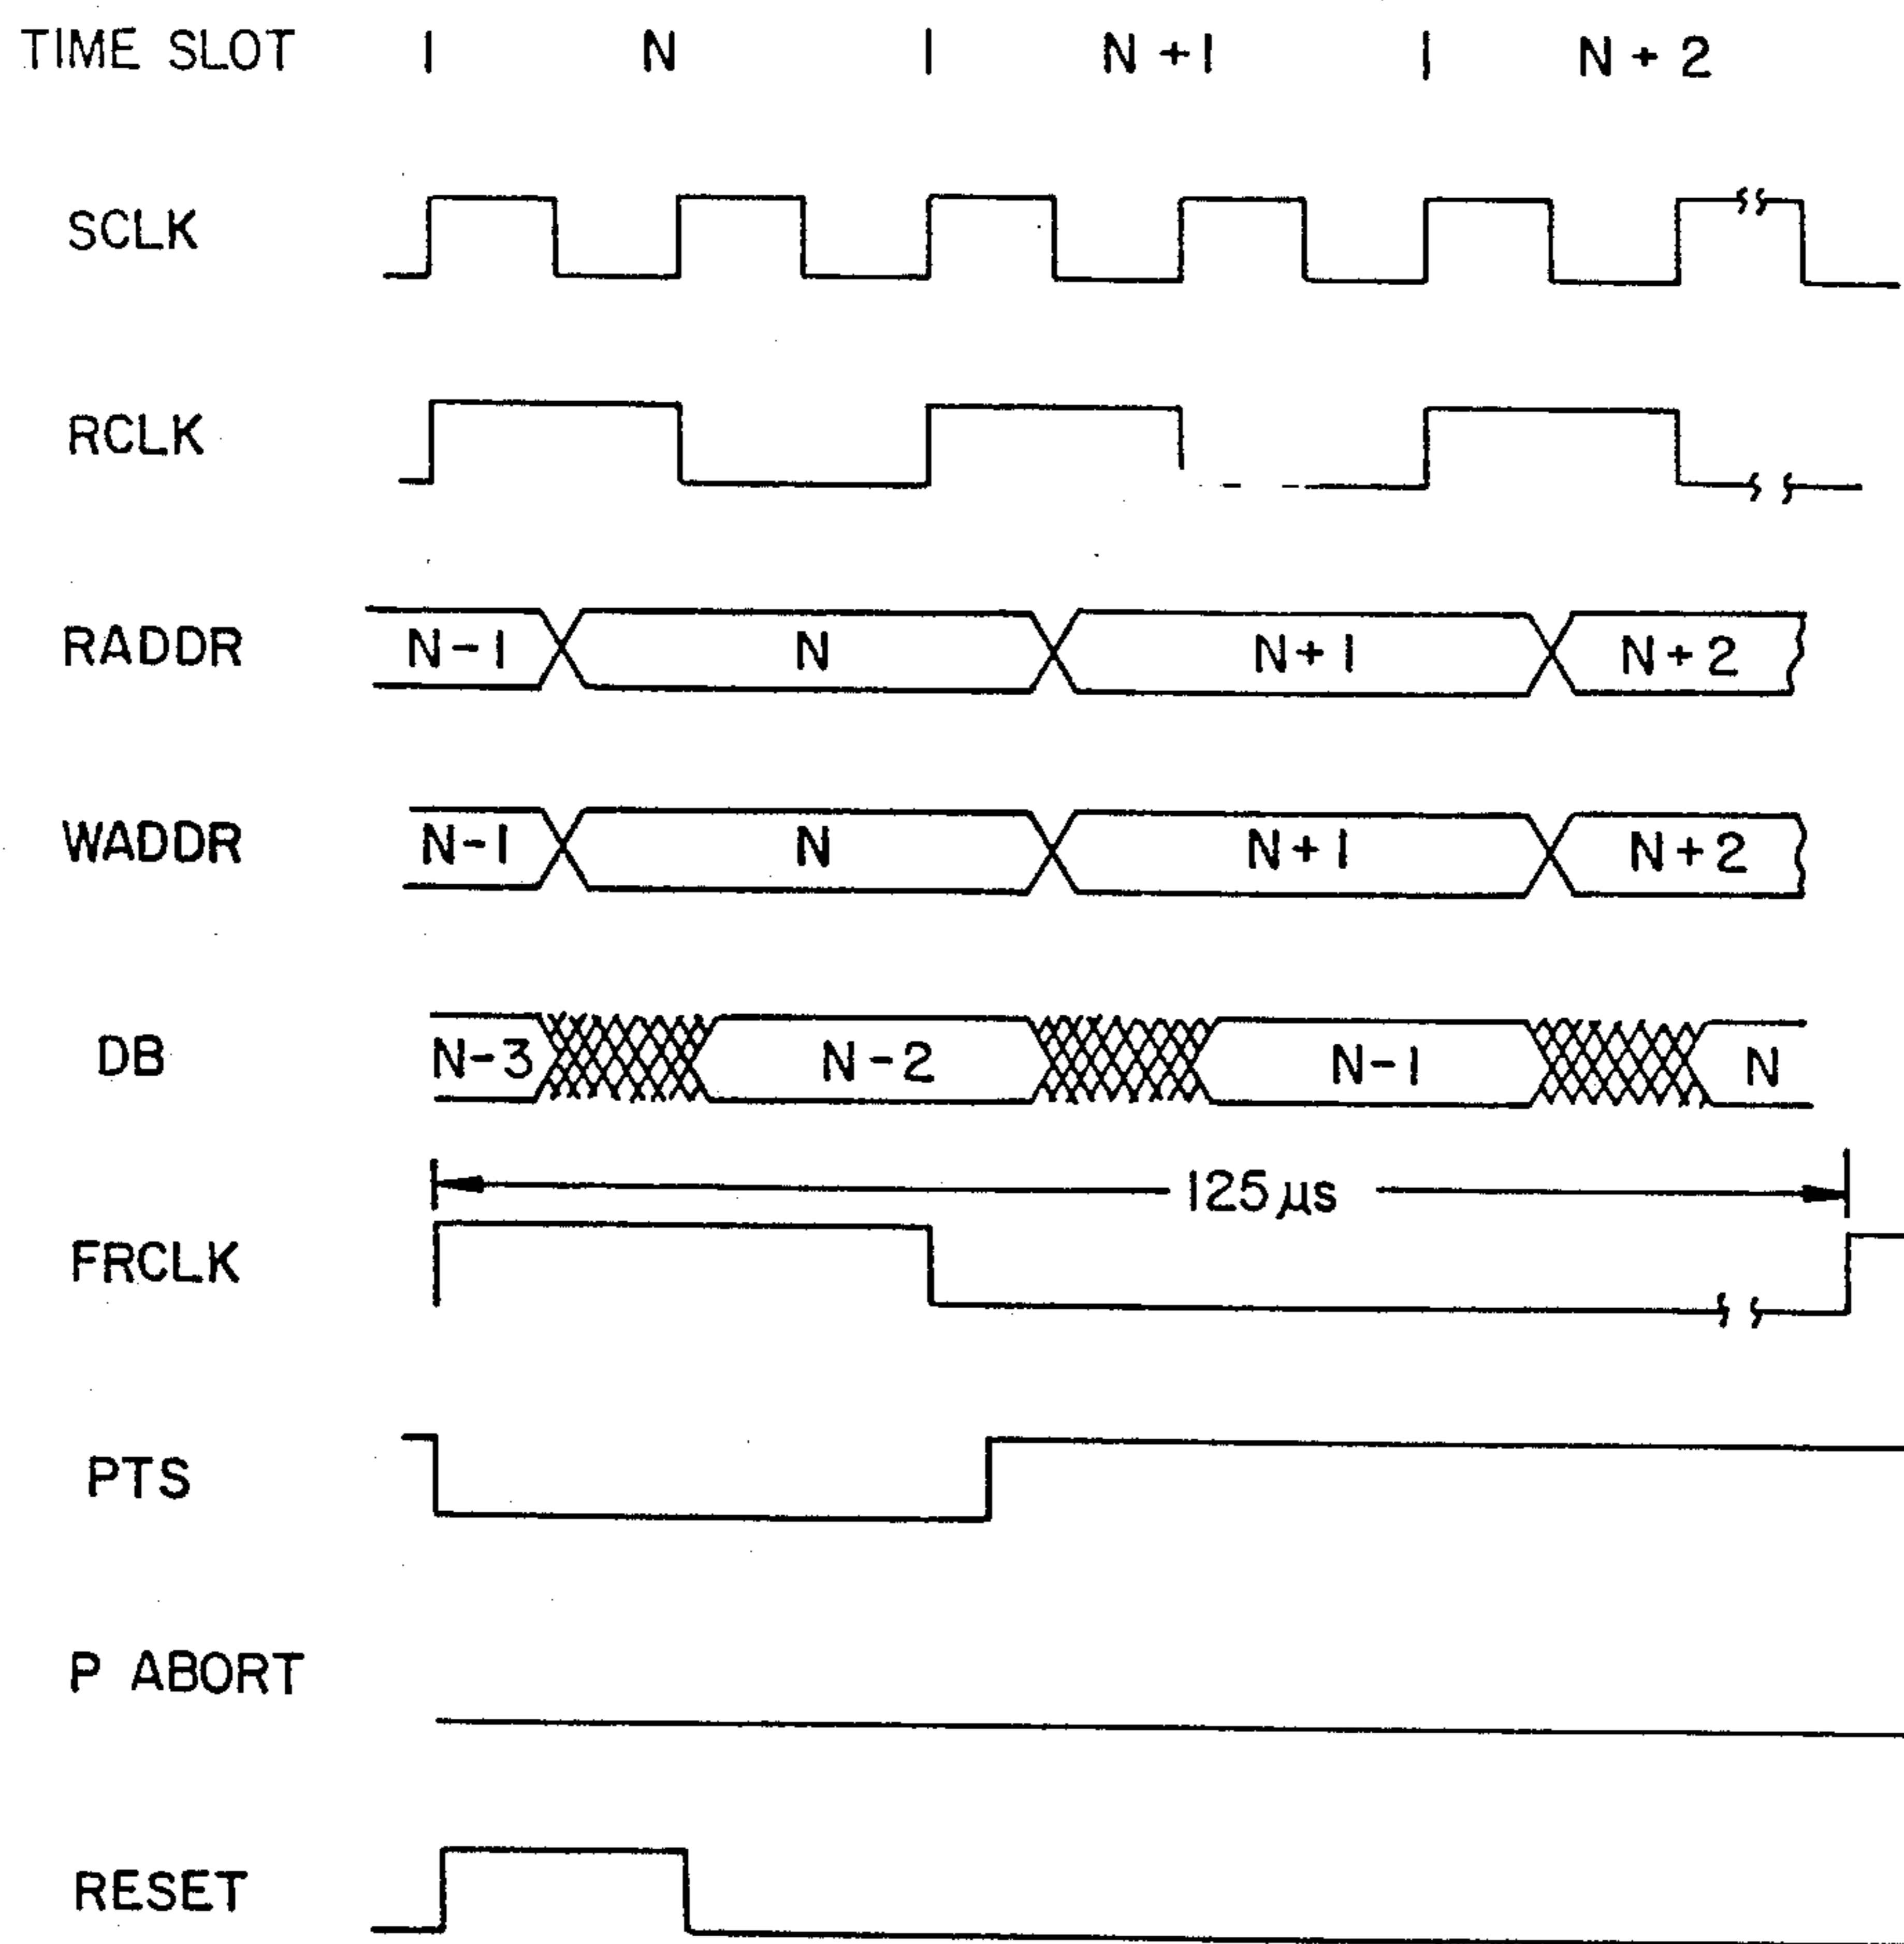 TIME SLOT | N | N+1 | N+2
SCLK
RCLK
RADDR N-1 N N+1 N+2
WADDR N-1 N N+1 N+2
DB N-3 N-2 N-1 N
125µs
FRCLK
PTS
P ABORT
RESET